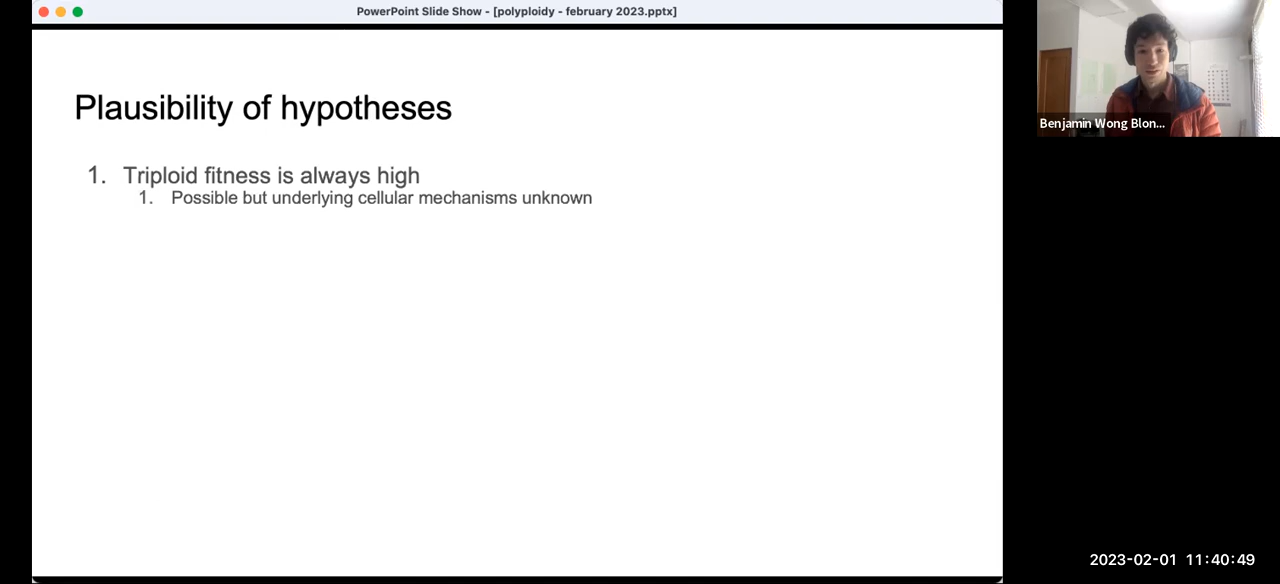 PowerPoint Slide Show - [polyploidy - february 2023.pptx]
Plausibility of hypotheses
1. Triploid fitness is always high
1. Possible but underlying cellular mechanisms unknown
Benjamin Wong Blon...
2023-02-01 11:40:49